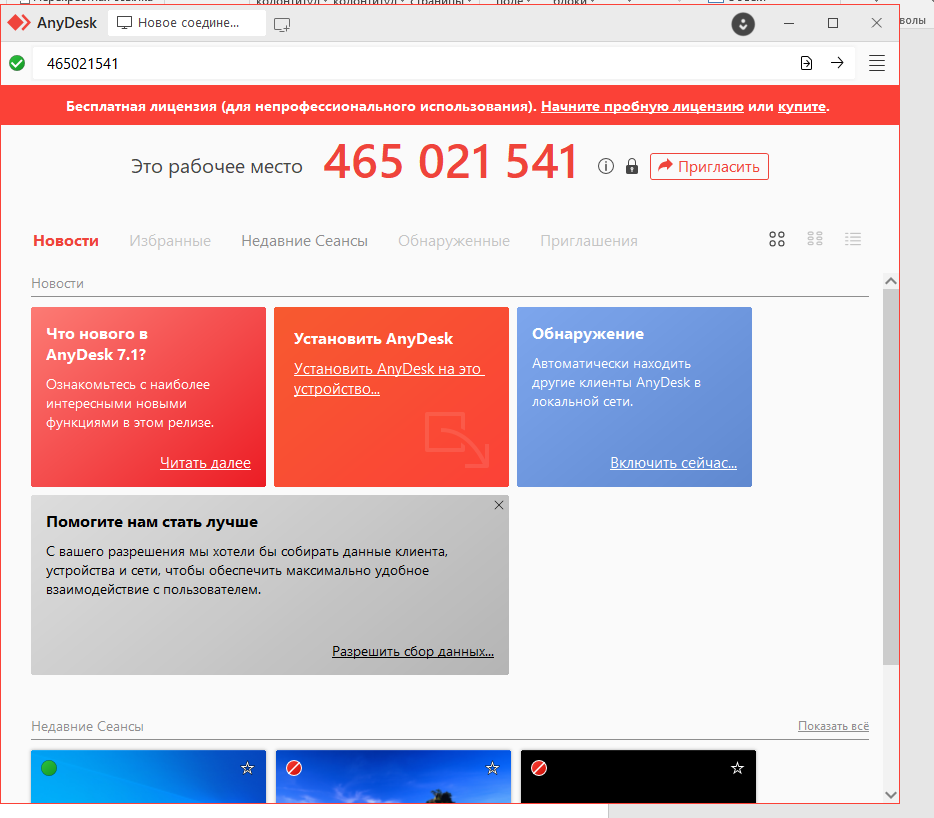 AnyDesk
Новое соедине...
волы
465021541
Бесплатная лицензия (для непрофессионального использования). Начните пробную лицензию или купите.
Это рабочее место 465 021 541 Пригласить
Новости Избранные Недавние Сеансы Обнаруженные Приглашения
Новости
Что нового в
AnyDesk 7.1?
Ознакомьтесь с наиболее
интересными новыми
функциями в этом релизе.
Читать далее
Установить AnyDesk
Установить AnyDesk на это
устройство...
Обнаружение
Автоматически находить
другие клиенты AnyDesk в
локальной сети.
Включить сейчас...
Помогите нам стать лучше
С вашего разрешения мы хотели бы собирать данные клиента,
устройства и сети, чтобы обеспечить максимально удобное
взаимодействие с пользователем.
Разрешить сбор данных...
Недавние Сеансы Показать всё